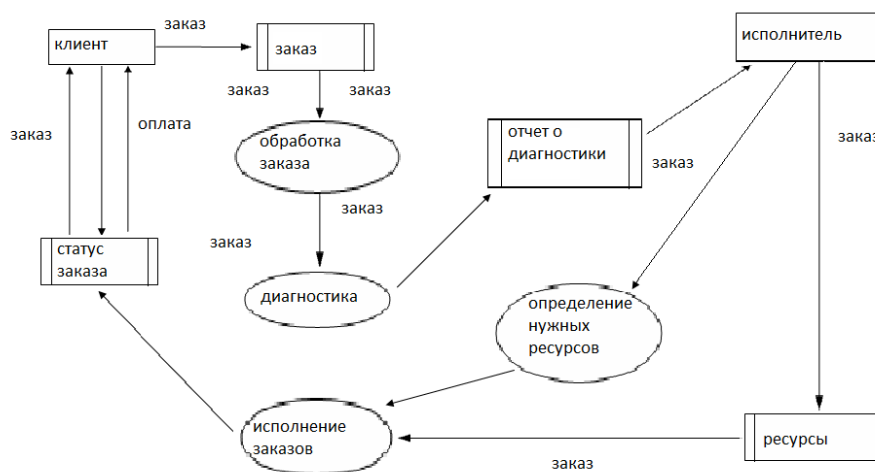 заказ
клиент
заказ
исполнитель
заказ
заказ
заказ
оплата
обработка
заказа
отчет о
диагностики
заказ
заказ
заказ
заказ
статус
заказа
диагностика
определение
нужных
ресурсов
исполнение
заказов
ресурсы
заказ